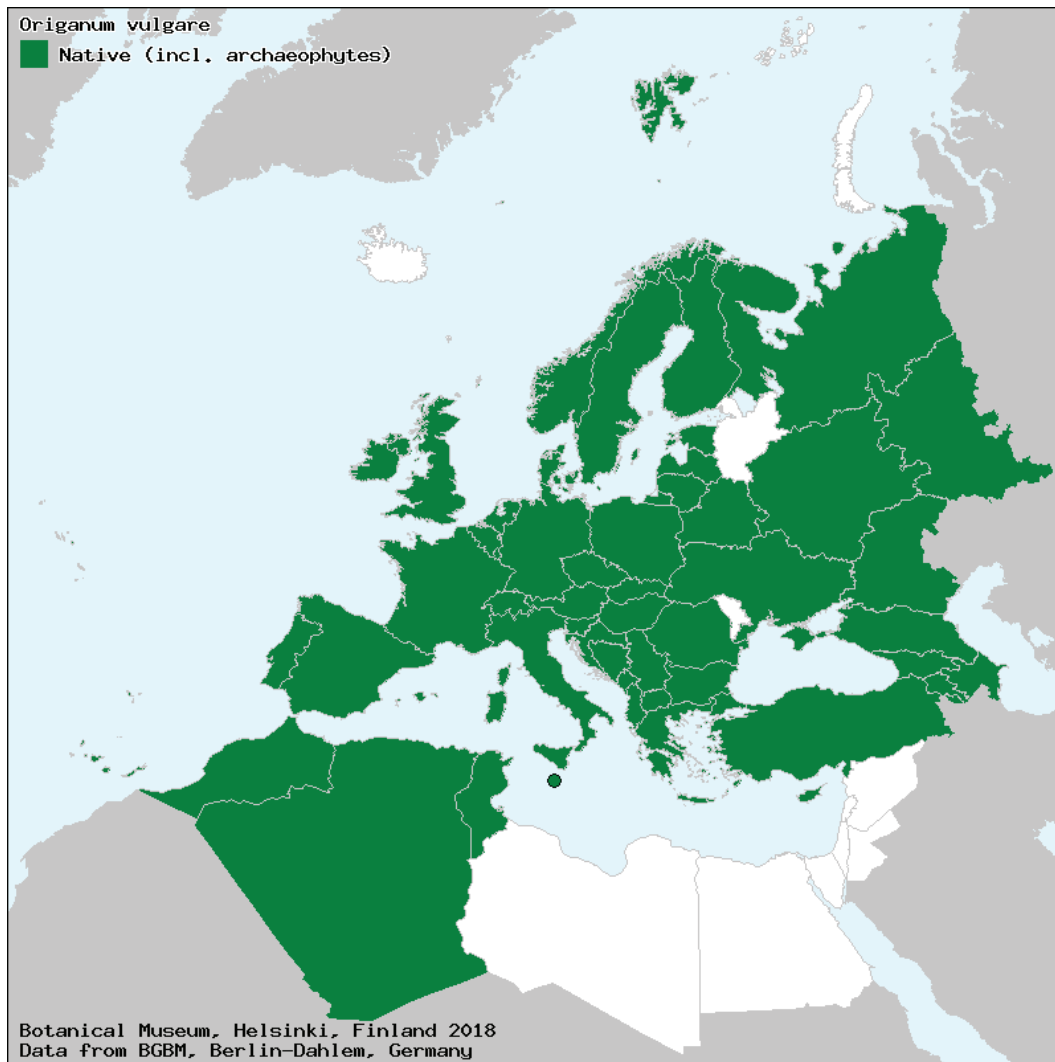 Origanum vulgare
Native (incl. archaeophytes)
Botanical Museum, Helsinki, Finland 2018
Data from BGBM, Berlin-Dahlem, Germany